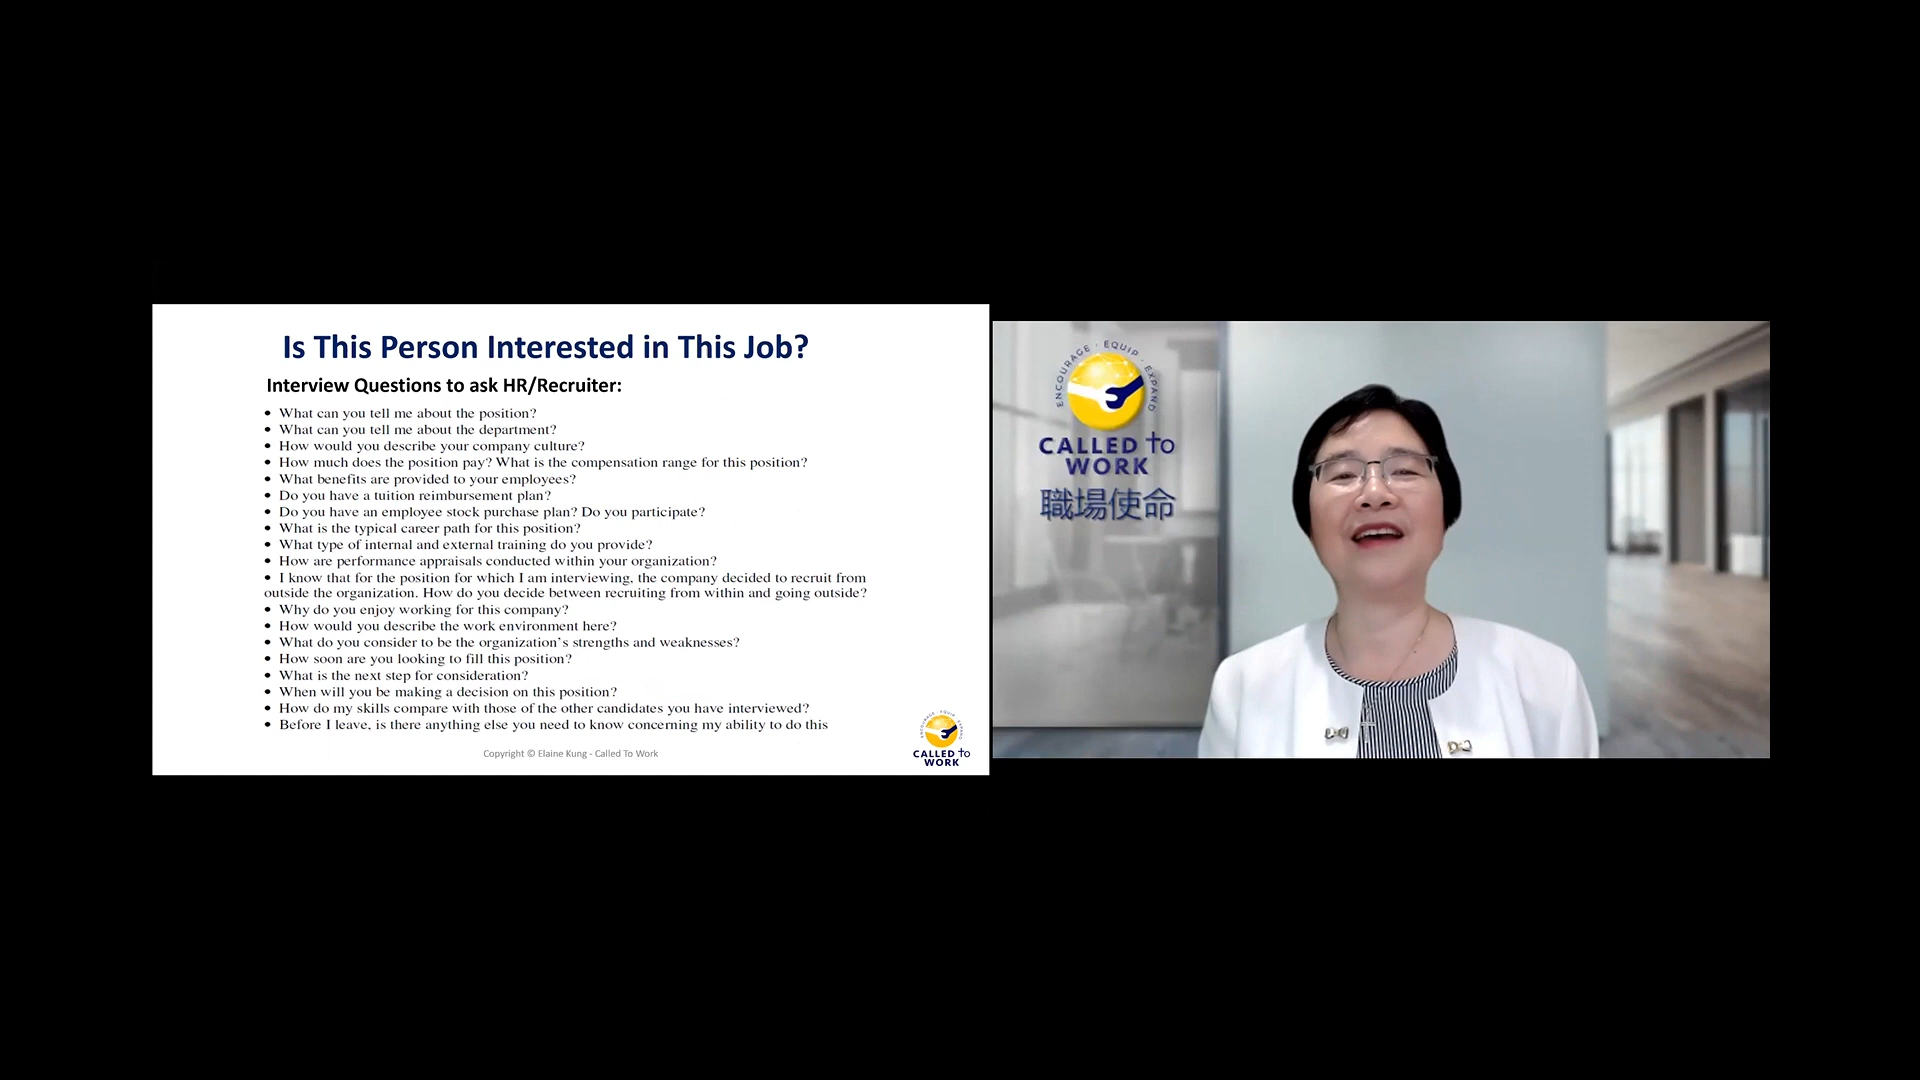 Is This Person Interested in This Job?
Interview Questions to ask HR/Recruiter:
• What can you tell me about the position?
• What can you tell me about the department?
• How would you describe your company culture?
• How much does the position pay? What is the compensation range for this position?
• What benefits are provided to your employees?
• Do you have a tuition reimbursement plan?
• Do you have an employee stock purchase plan? Do you participate?
• What is the typical career path for this position?
• What type of internal and external training do you provide?
• How are performance appraisals conducted within your organization?
• I know that for the position for which I am interviewing, the company decided to recruit from
outside the organization. How do you decide between recruiting from within and going outside?
• Why do you enjoy working for this company?
• How would you describe the work environment here?
• What do you consider to be the organization's strengths and weaknesses?
• How soon are you looking to fill this position?
• What is the next step for consideration?
• When will you be making a decision on this position?
• How do my skills compare with those of the other candidates you have interviewed?
• Before I leave, is there anything else you need to know concerning my ability to do this
Copyright © Elaine Kung - Called To Work
ENCOURAGE · EQUIP · EXPAND
CALLED to
WORK
ENCOURAGE · EQUIP · EXPAND
CALLED to
WORK
職場使命